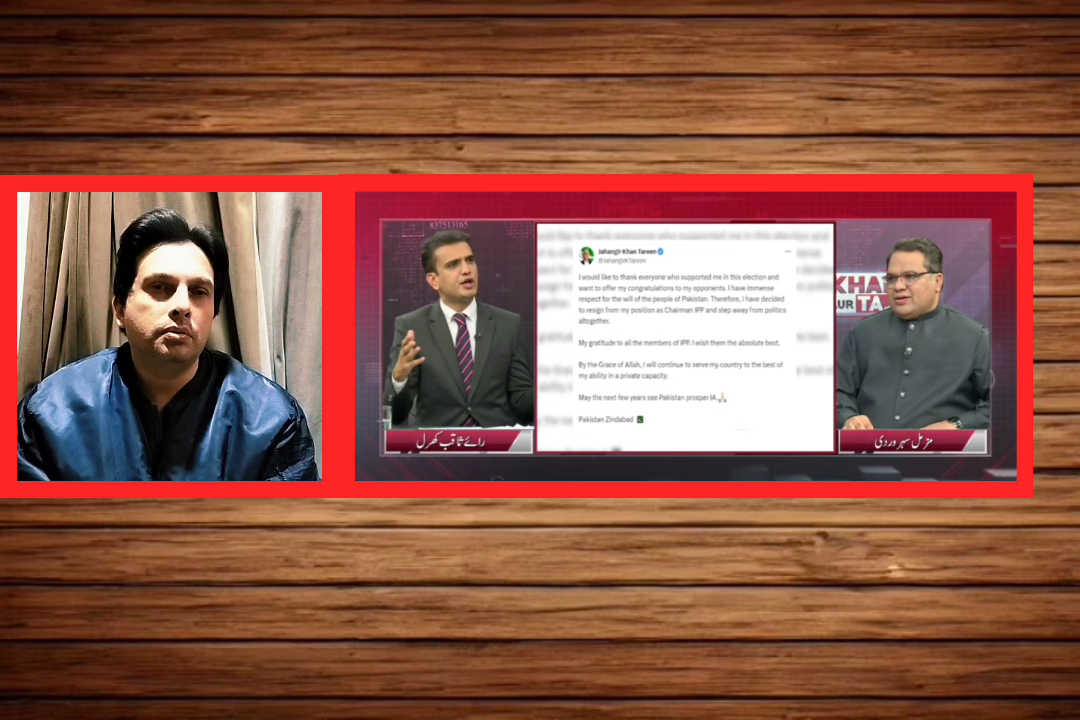 837513165
Jahangir Khan Tareen
@JahangirKTareen
I would like to thank everyone who supported me in this election and
want to offer my congratulations to my opponents. I have immense
respect for the will of the people of Pakistan. Therefore, I have decided
to resign from my position as Chairman IPP and step away from politics
altogether.
My gratitude to all the members of IPP. I wish them the absolute best.
By the Grace of Allah, I will continue to serve my country to the best of
my ability in a private capacity.
May the next few years see Pakistan prosper IA.🙏🏻
Pakistan Zindabad 🇵🇰
KHA
UR TA
رائے ثاقب کھرل
مزمل سہروردی